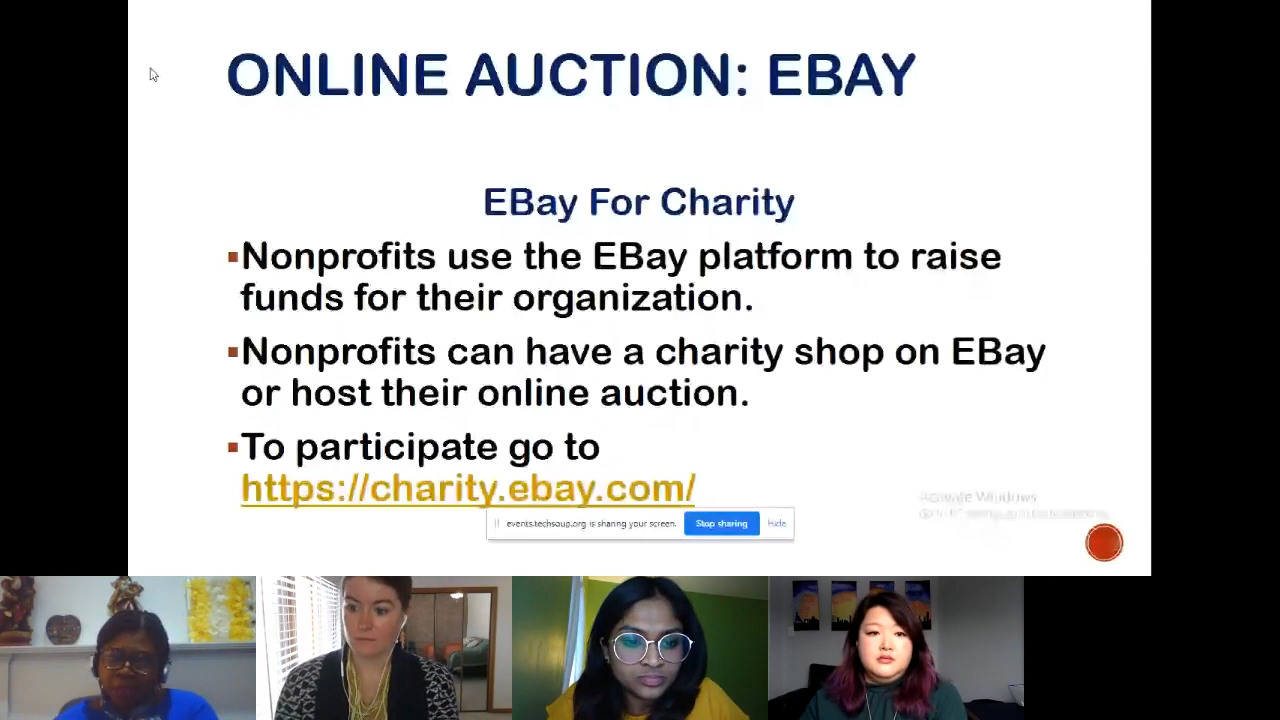 ONLINE AUCTION: EBAY
EBay For Charity
▪Nonprofits use the EBay platform to raise
funds for their organization.
▪Nonprofits can have a charity shop on EBay
or host their online auction.
▪To participate go to
https://charity.ebay.com/
events.techsoup.org is sharing your screen. Stop sharing Hide
Activate Windows